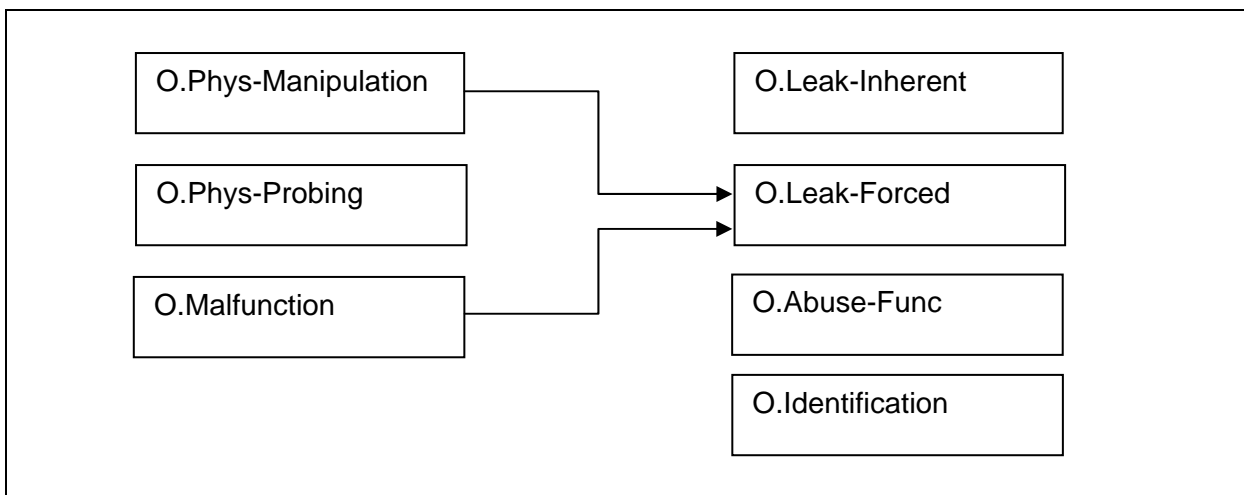 O.Phys-Manipulation
O.Leak-Inherent
O.Phys-Probing
O.Leak-Forced
O.Malfunction
O.Abuse-Func
O.Identification